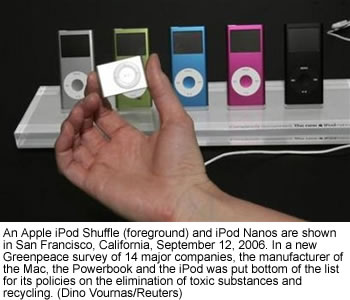 An Apple iPod Shuffle (foreground) and iPod Nanos are shown
in San Francisco, California, September 12, 2006. In a new
Greenpeace survey of 14 major companies, the manufacturer of
the Mac, the Powerbook and the iPod was put bottom of the list
for its policies on the elimination of toxic substances and
recycling. (Dino Vournas/Reuters)